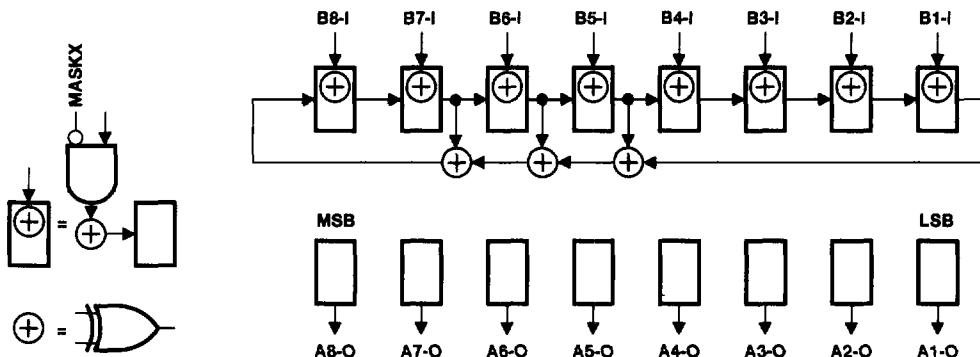 B8-I B7-I B6-I B5-I B4-I B3-I B2-I B1-I
MASKX
=
MSB LSB
=
A8-O A7-O A6-O A5-O A4-O A3-O A2-O A1-O